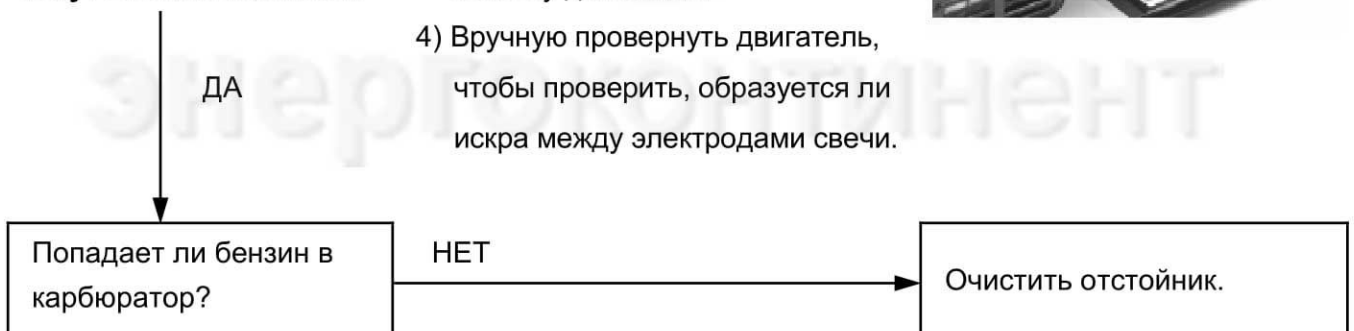 4) Вручную провернуть двигатель,
ДА
чтобы проверить, образуется ли
искра между электродами свечи.
энергоконтинент
Попадает ли бензин в
карбюратор?
НЕТ
Очистить отстойник.